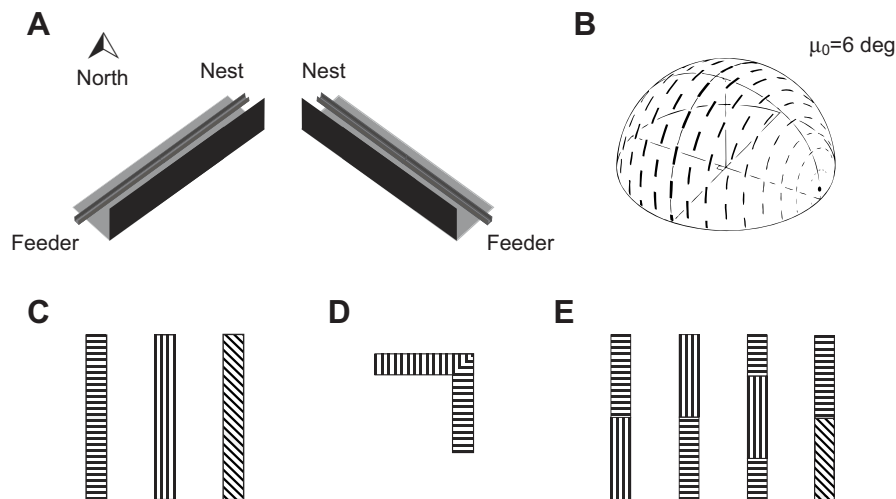 A
North
Nest
Nest
Feeder
Feeder
B
μ₀=6 deg
C
D
E